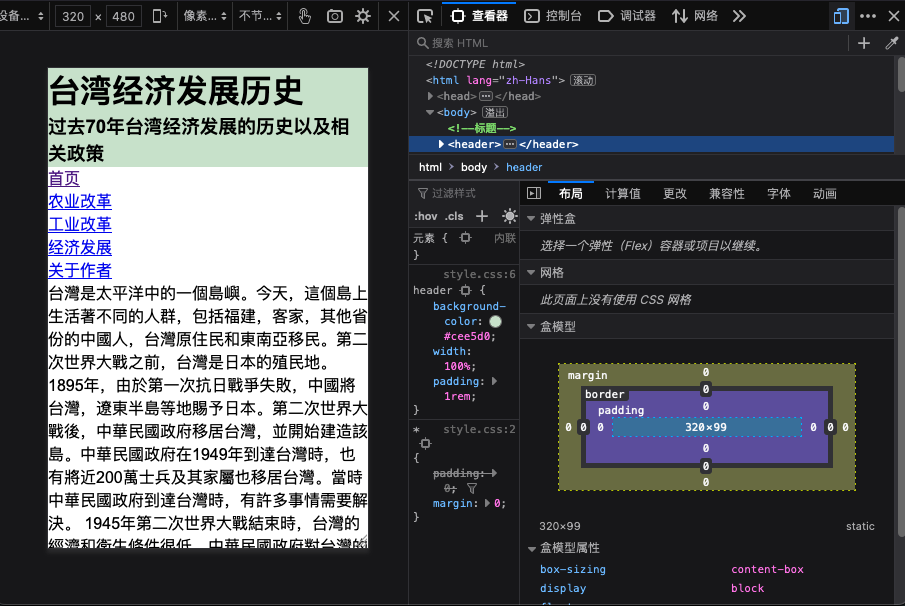 设备...
320 × 480
像素...
不节...
查看器
控制台
调试器
网络
搜索 HTML
<!DOCTYPE html>
<html lang="zh-Hans"> 滚动
<head>⋯</head>
<body> 溢出
<!--标题-->
<header>⋯</header>
html > body > header
台湾经济发展历史
过去70年台湾经济发展的历史以及相
关政策
首页
农业改革
工业改革
经济发展
关于作者
台灣是太平洋中的一個島嶼。今天，這個島上
生活著不同的人群，包括福建，客家，其他省
份的中國人，台灣原住民和東南亞移民。第二
次世界大戰之前，台灣是日本的殖民地。
1895年，由於第一次抗日戰爭失敗，中國將
台灣，遼東半島等地賜予日本。第二次世界大
戰後，中華民國政府移居台灣，並開始建造該
島。中華民國政府在1949年到達台灣時，也
有將近200萬士兵及其家屬也移居台灣。當時
中華民國政府到達台灣時，有許多事情需要解
決。 1945年第二次世界大戰結束時，台灣的
經濟和衛生條件很低。中華民國政府對台灣的
过滤样式
:hov .cls +
元素 { 内联
}
style.css:6
header {
background-
color:
#cee5d0;
width:
100%;
padding:
1rem;
}
* style.css:2
{
padding:
0;
margin: 0;
}
布局
计算值
更改
兼容性
字体
动画
弹性盒
选择一个弹性（Flex）容器或项目以继续。
网格
此页面上没有使用 CSS 网格
盒模型
margin 0
border 0
padding 0
0 0 0 320×99 0 0 0
0
0
0
320×99 static
盒模型属性
box-sizing content-box
display block